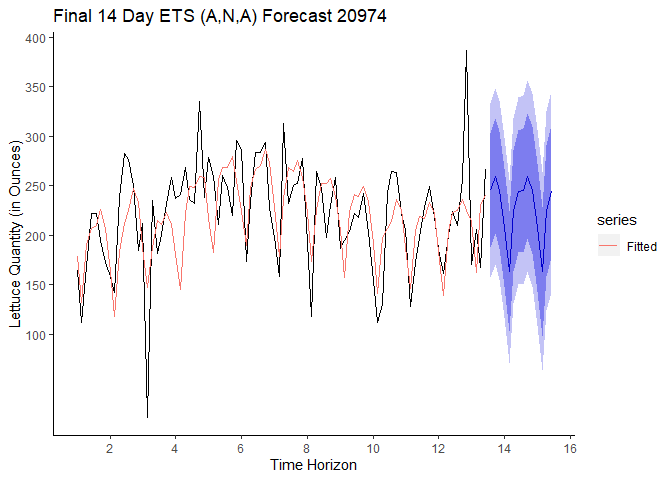 Final 14 Day ETS (A,N,A) Forecast 20974
400
350
300
250
200
150
100
Lettuce Quantity (in Ounces)
2 4 6 8 10 12 14 16
Time Horizon
series
Fitted